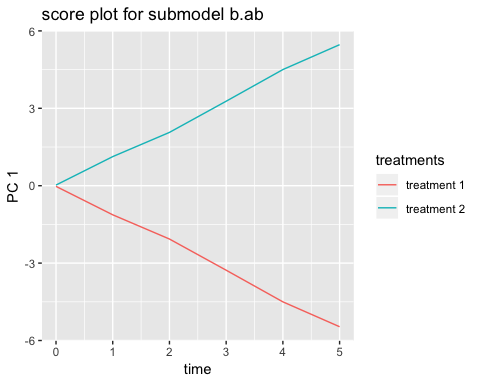 score plot for submodel b.ab
6
3
0
-3
-6
PC 1
0 1 2 3 4 5
time
treatments
treatment 1
treatment 2